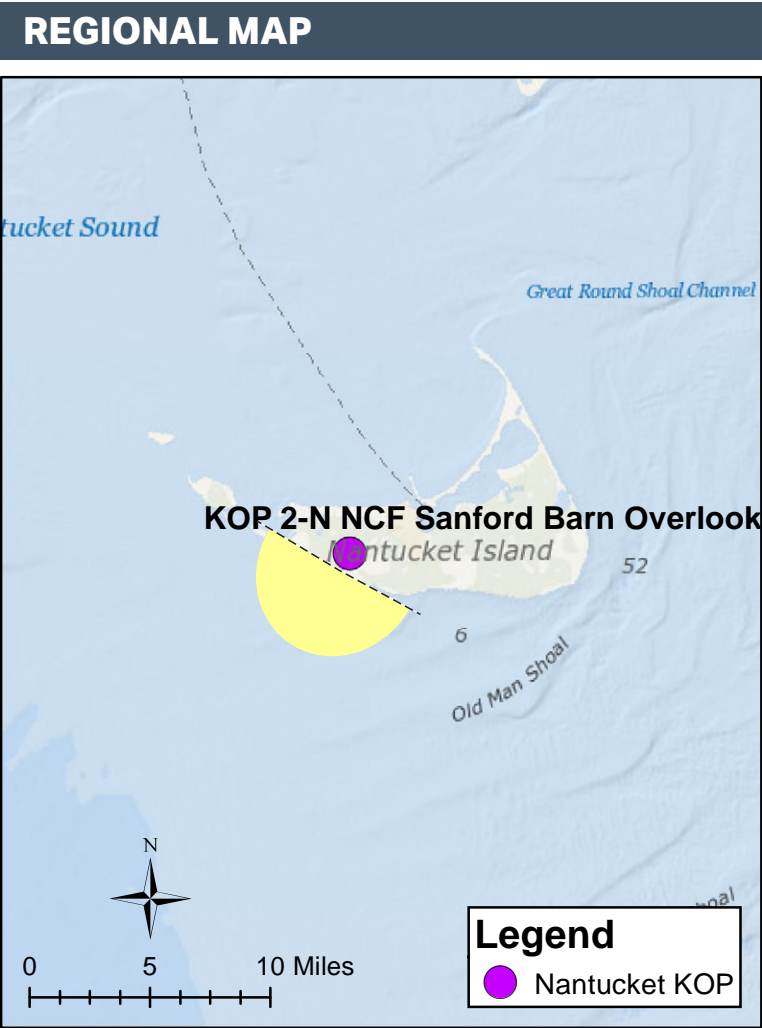 REGIONAL MAP
tucket Sound
Great Round Shoal Channel
KOP 2-N NCF Sanford Barn Overlook
Nantucket Island
52
6
Old Man Shoal
N
hoal
0 5 10 Miles
Legend
Nantucket KOP